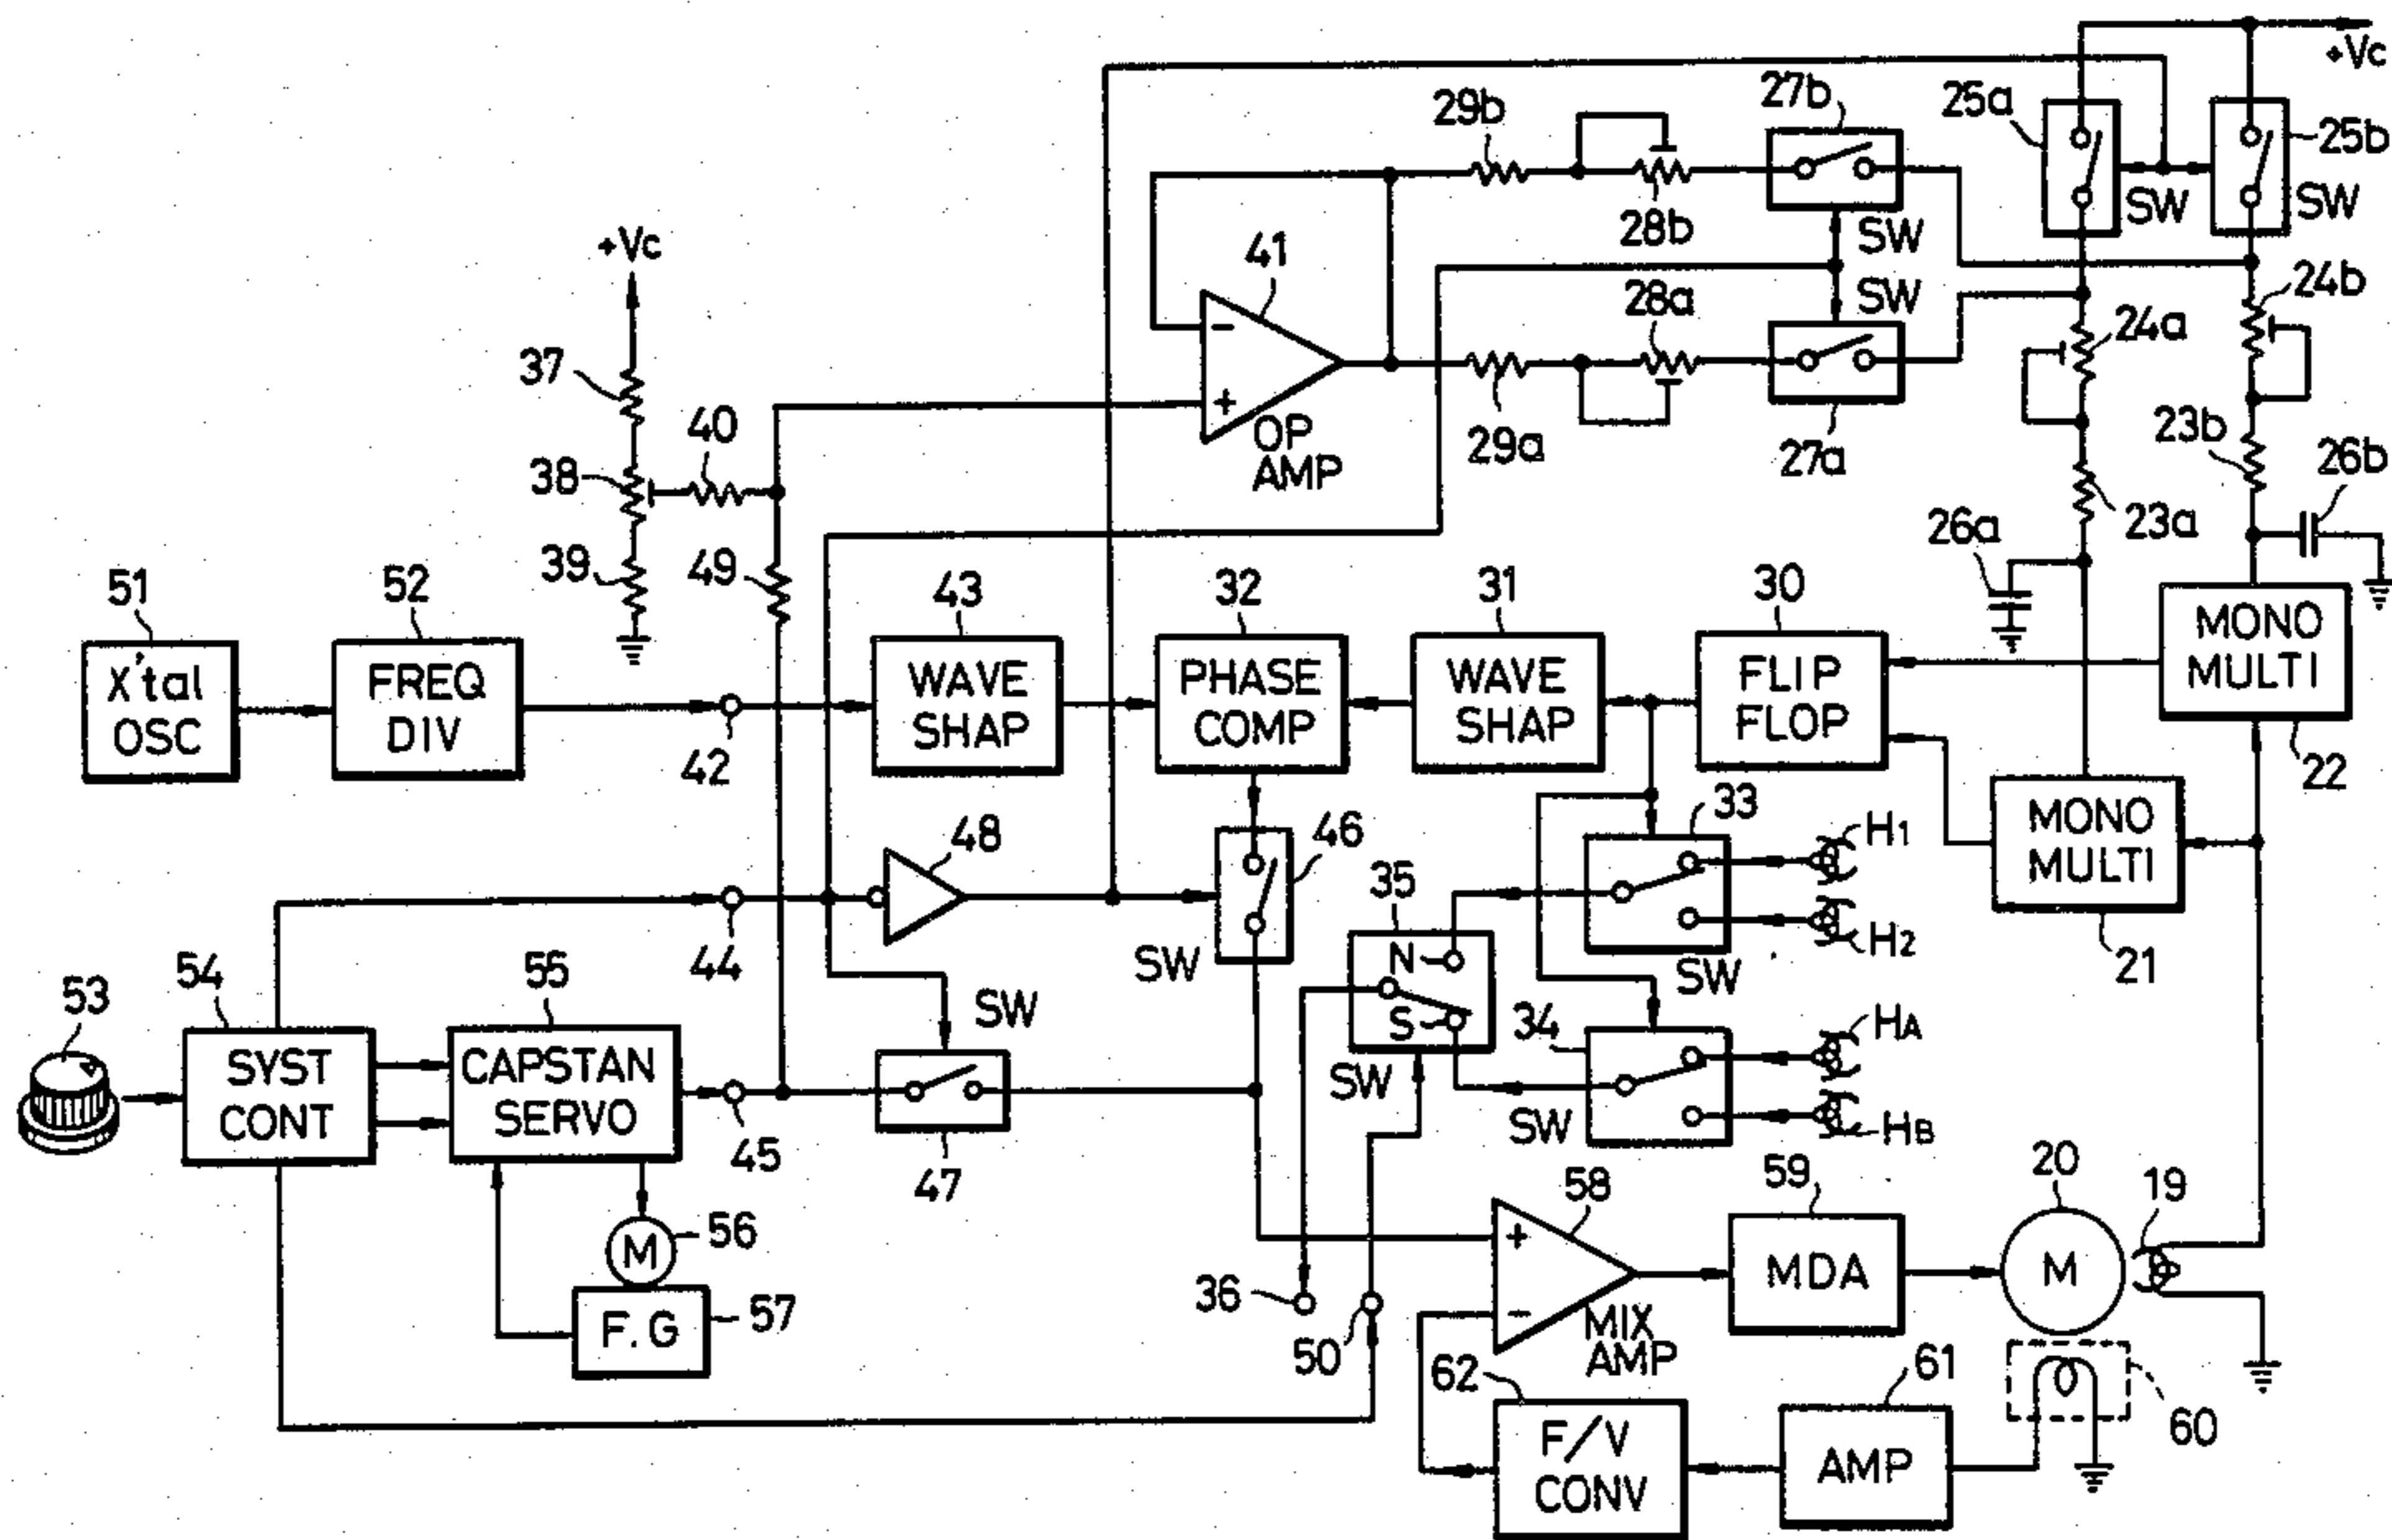 +Vc
25a
27b
29b
25b
SW
SW
28b
SW
+Vc
41
SW
24b
28a
24a
-
37
+
OP
AMP
29a
27a
23b
26b
40
38
23a
26a
39
49
51
52
43
32
31
30
X'tal
OSC
FREQ
DIV
WAVE
SHAP
PHASE
COMP
WAVE
SHAP
FLIP
FLOP
MONO
MULTI
42
22
33
48
46
H1
MONO
MULTI
35
H2
44
SW
N
SW
21
54
55
SW
53
S
34
HA
SYST
CONT
CAPSTAN
SERVO
SW
SW
HB
45
47
58
59
20
19
56
M
+
MDA
M
36
57
F.G
-
MIX
AMP
50
62
61
F/V
CONV
AMP
60